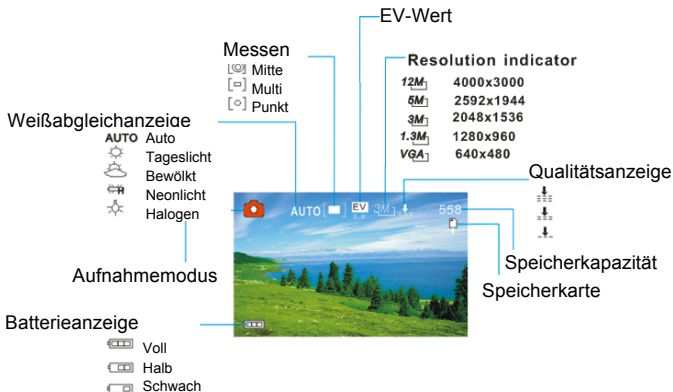 EV-Wert
Messen
Mitte
Multi
Punkt
Resolution indicator
12M 4000x3000
5M 2592x1944
3M 2048x1536
1.3M 1280x960
VGA 640x480
Weißabgleichanzeige
AUTO Auto
Tageslicht
Bewölkt
H Neonlicht
Halogen
Qualitätsanzeige
AUTO EV 3M 558
Aufnahmemodus
Speicherkapazität
Speicherkarte
Batterieanzeige
Voll
Halb
Schwach